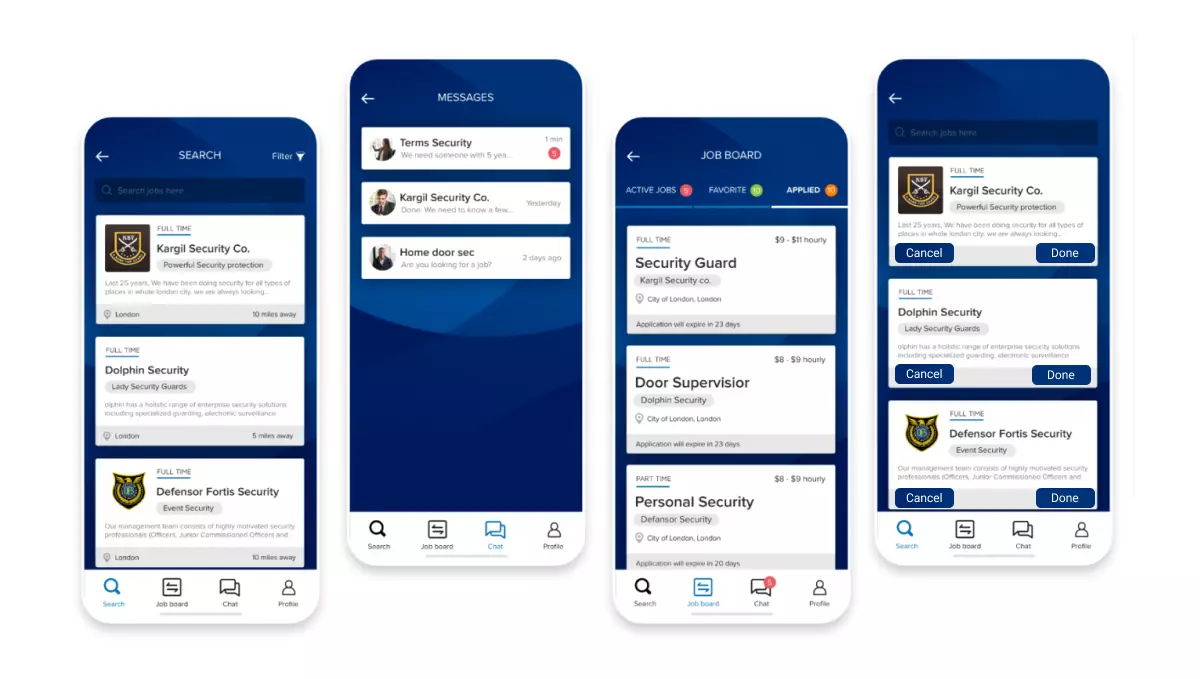 SEARCH
Filter
Search jobs here
FULL TIME
Kargil Security Co.
Powerful Security protection
Last 25 years, We have been doing security for all types of
places in whole london city. we are always looking...
London
10 miles away
FULL TIME
Dolphin Security
Lady Security Guards
olphin has a holistic range of enterprise security solutions
including specialized guarding, electronic surveillance
London
5 miles away
FULL TIME
Defensor Fortis Security
Event Security
Our management team consists of highly motivated security
professionals (Officers, Junior Commissioned Officers and
London
10 miles away
Search
Job board
Chat
Profile
MESSAGES
Terms Security
1 min
We need someone with 5 yea...
5
Kargil Security Co.
Yesterday
Done. We need to know a few...
Home door sec
2 days ago
Are you looking for a job?
Search
Job board
Chat
Profile
JOB BOARD
ACTIVE JOBS 5
FAVORITE 10
APPLIED 10
FULL TIME
$9 - $11 hourly
Security Guard
Kargil Security co.
City of London, London
Application will expire in 23 days
FULL TIME
$8 - $9 hourly
Door Supervisior
Dolphin Security
City of London, London
Application will expire in 23 days
PART TIME
$8 - $9 hourly
Personal Security
Defansor Security
City of London, London
Application will expire in 20 days
Search
Job board
Chat
Profile
Search jobs here
FULL TIME
Kargil Security Co.
Powerful Security protection
Last 25 years, We have been doing security for all types of
places in whole london city. we are always looking...
Cancel
Done
FULL TIME
Dolphin Security
Lady Security Guards
olphin has a holistic range of enterprise security solutions
including specialized guarding, electronic surveillance
Cancel
Done
FULL TIME
Defensor Fortis Security
Event Security
Our management team consists of highly motivated security
professionals (Officers, Junior Commissioned Officers and
Cancel
Done
Search
Job board
Chat
Profile